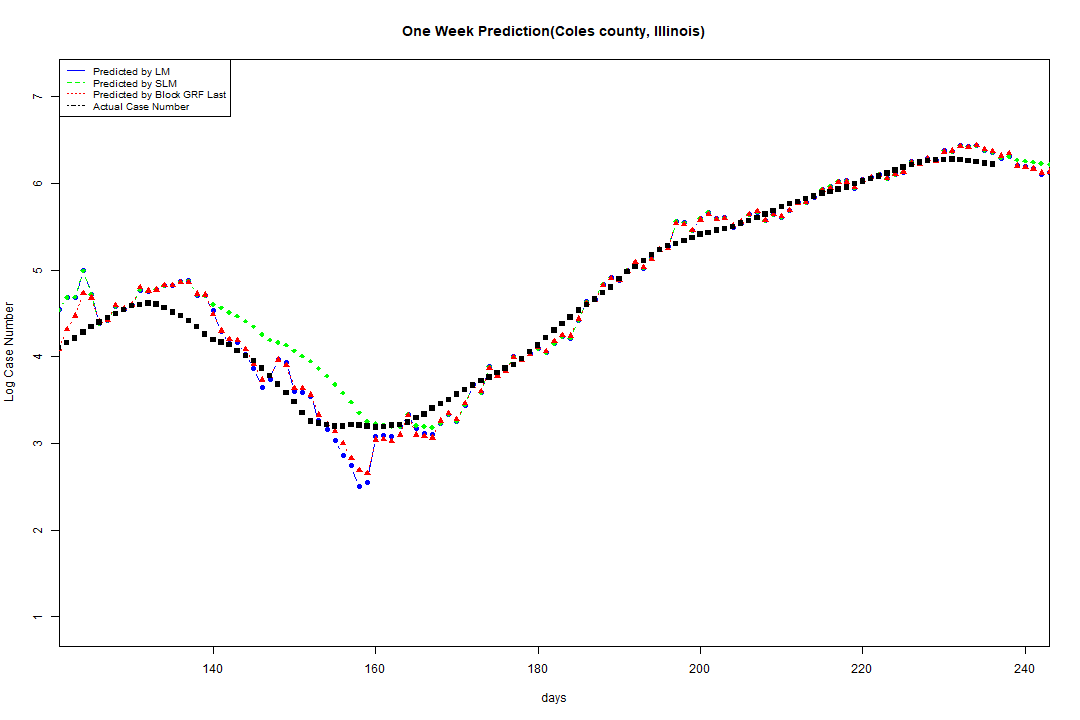 One Week Prediction(Coles county, Illinois)
Predicted by LM
Predicted by SLM
Predicted by Block GRF Last
Actual Case Number
7
6
5
4
3
2
1
Log Case Number
140 160 180 200 220 240
days